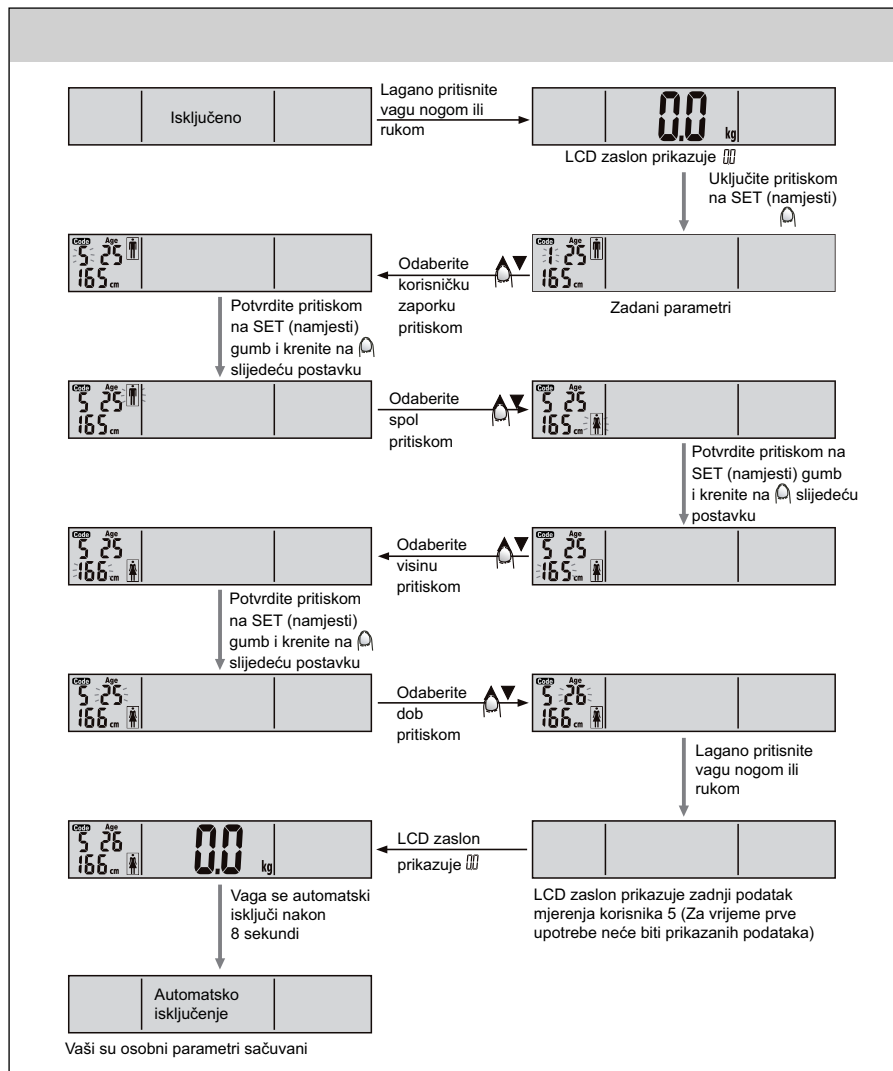 Isključeno
Lagano pritisnite
vagu nogom ili
rukom
0.0 kg
LCD zaslon prikazuje 0.0
Uključite pritiskom
na SET (namjesti)
Code Age
1 25
165 cm
Zadani parametri
Odaberite
korisničku
zaporku
pritiskom
Code Age
5 25
165 cm
Potvrdite pritiskom
na SET (namjesti)
gumb i krenite na
slijedeću postavku
Code Age
5 25
165 cm
Odaberite
spol
pritiskom
Code Age
5 25
165 cm
Potvrdite pritiskom na
SET (namjesti) gumb
i krenite na slijedeću
postavku
Code Age
5 25
165 cm
Odaberite
visinu
pritiskom
Code Age
5 25
166 cm
Potvrdite pritiskom
na SET (namjesti)
gumb i krenite na
slijedeću postavku
Code Age
5 25
166 cm
Odaberite
dob
pritiskom
Code Age
5 26
166 cm
Lagano pritisnite
vagu nogom ili
rukom
LCD zaslon prikazuje zadnji podatak
mjerenja korisnika 5 (Za vrijeme prve
upotrebe neće biti prikazanih podataka)
LCD zaslon
prikazuje 0.0
Code Age
5 26
166 cm
0.0 kg
Vaga se automatski
isključi nakon
8 sekundi
Automatsko
isključenje
Vaši su osobni parametri sačuvani